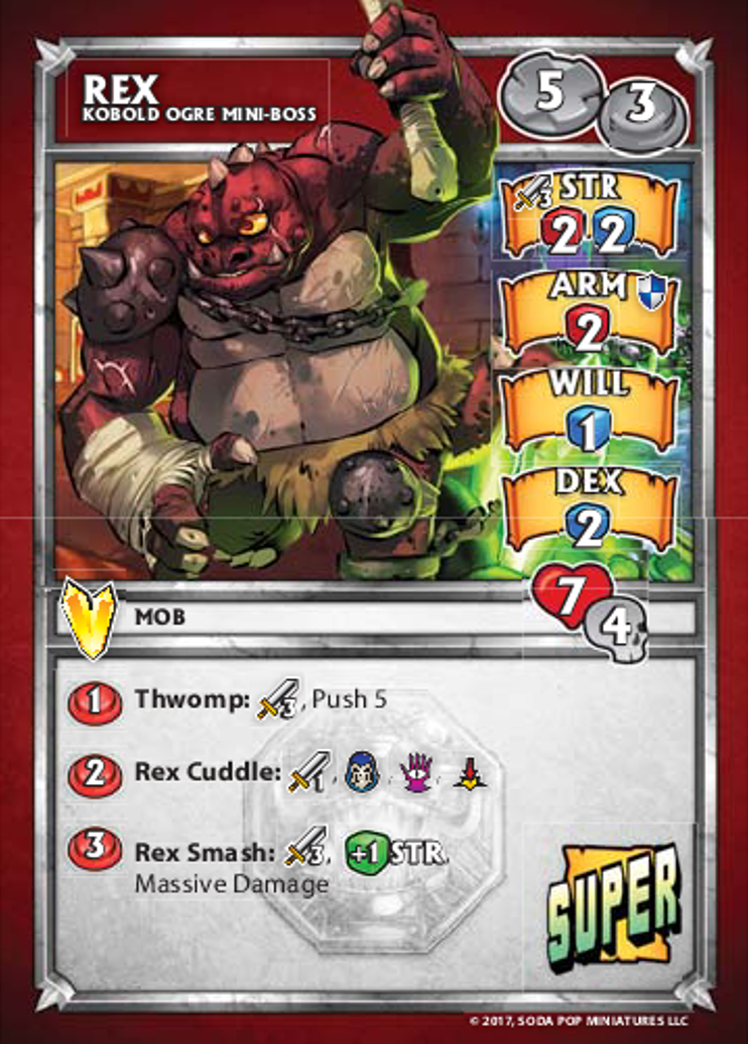 REX
KOBOLD OGRE MINI-BOSS
5 3
3 STR
2 2
ARM
2
WILL
1
DEX
2
7 4
MOB
1 Thwomp: 3, Push 5
2 Rex Cuddle: 1, , ,
3 Rex Smash: 3, +1 STR,
Massive Damage
SUPER
© 2017, SODA POP MINIATURES LLC